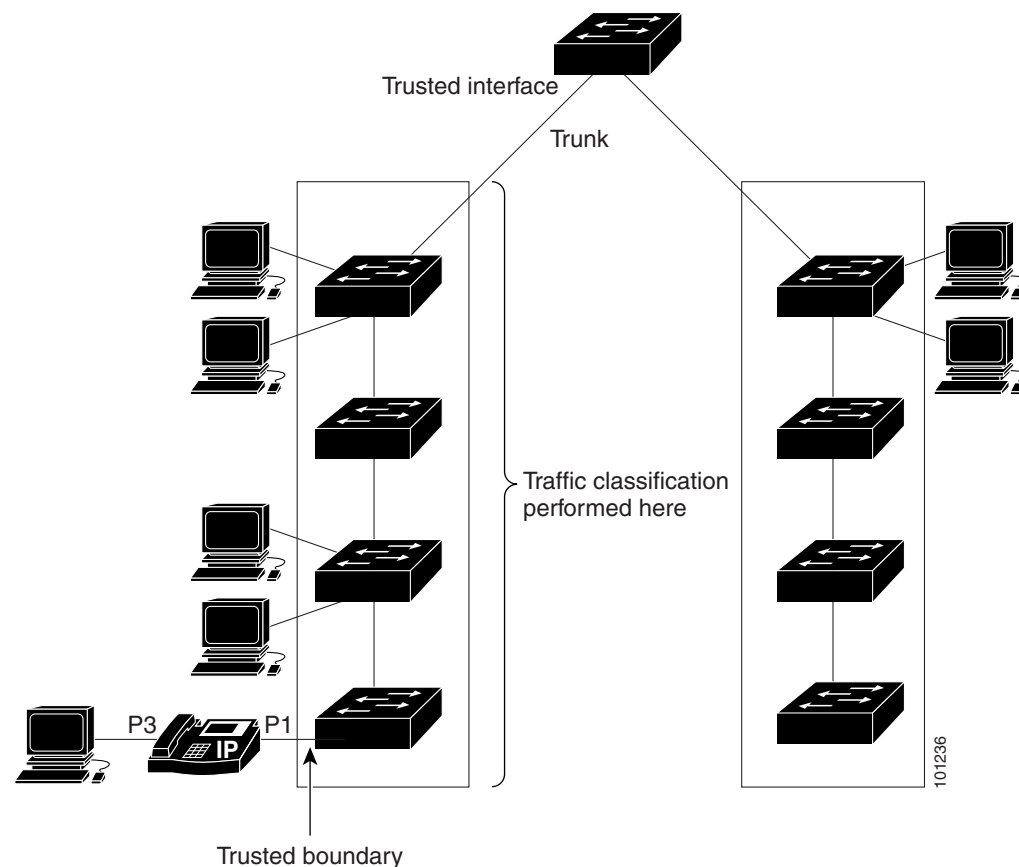 Trusted interface
Trunk
Traffic classification
performed here
P3
IP
P1
101236
Trusted boundary